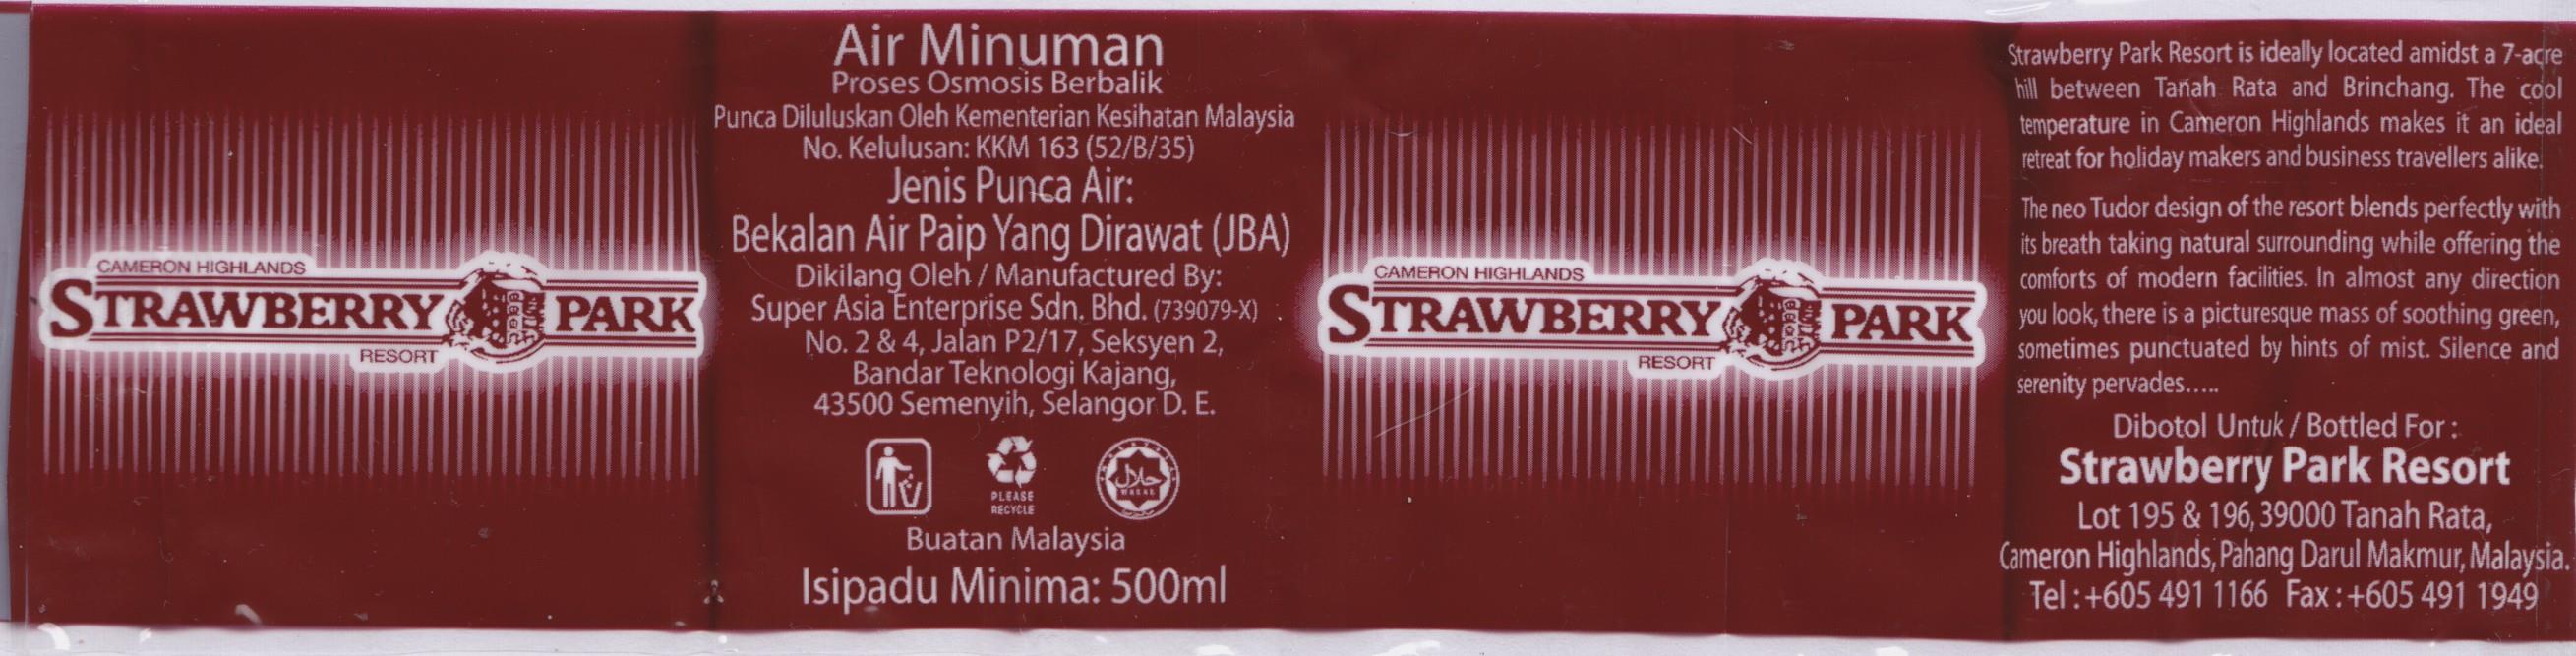 CAMERON HIGHLANDS
STRAWBERRY PARK
RESORT
Air Minuman
Proses Osmosis Berbalik
Punca Diluluskan Oleh Kementerian Kesihatan Malaysia
No. Kelulusan: KKM 163 (52/B/35)
Jenis Punca Air:
Bekalan Air Paip Yang Dirawat (JBA)
Dikilang Oleh / Manufactured By:
Super Asia Enterprise Sdn. Bhd. (739079-X)
No. 2 & 4, Jalan P2/17, Seksyen 2,
Bandar Teknologi Kajang,
43500 Semenyih, Selangor D. E.
PLEASE
RECYCLE
حلال
HALAL
Buatan Malaysia
Isipadu Minima: 500ml
CAMERON HIGHLANDS
STRAWBERRY PARK
RESORT
Strawberry Park Resort is ideally located amidst a 7-acre
hill between Tanah Rata and Brinchang. The cool
temperature in Cameron Highlands makes it an ideal
retreat for holiday makers and business travellers alike.
The neo Tudor design of the resort blends perfectly with
its breath taking natural surrounding while offering the
comforts of modern facilities. In almost any direction
you look, there is a picturesque mass of soothing green,
sometimes punctuated by hints of mist. Silence and
serenity pervades.....
Dibotol Untuk / Bottled For :
Strawberry Park Resort
Lot 195 & 196, 39000 Tanah Rata,
Cameron Highlands, Pahang Darul Makmur, Malaysia.
Tel : +605 491 1166 Fax : +605 491 1949